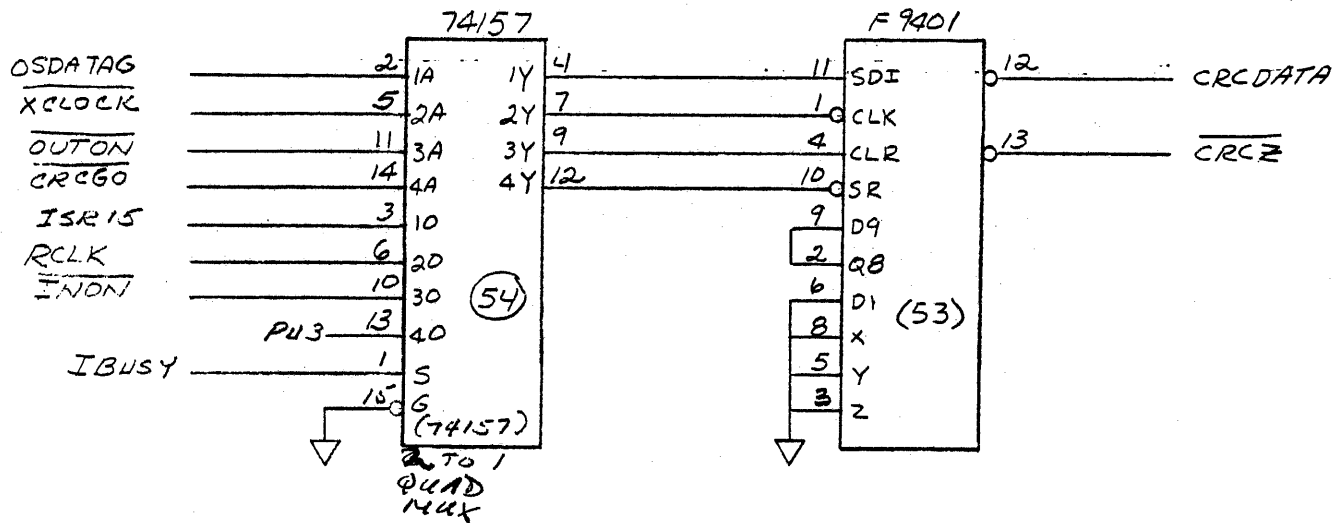 74157
F 9401
OSDATAG 2 1A 1Y 4 11 SDI 12 CRCDATA
XCLOCK 5 2A 2Y 7 1 CLK
OUTON 11 3A 3Y 9 4 CLR 13 CRCZ
CRCGO 14 4A 4Y 12 10 SR
ISR15 3 10 9 D9
RCLK 6 20 2 Q8
INON 10 30 (54) 6 D1 (53)
PU3 13 40 8 X
IBUSY 1 S 5 Y
15 G 3 Z
(74157)
2 TO 1
QUAD
MUX